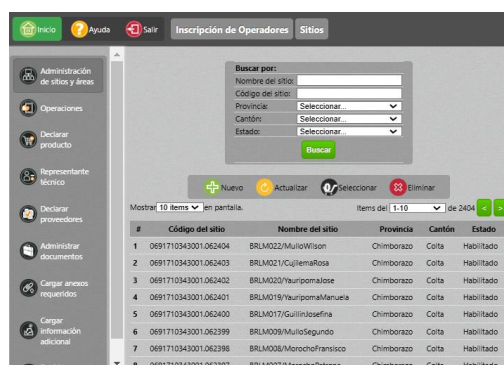 Inicio Ayuda Salir Inscripción de Operadores Sitios
Administración de sitios y áreas
Operaciones
Declarar producto
Representante técnico
Declarar proveedores
Administrar documentos
Cargar anexos requeridos
Cargar información adicional
Buscar por:
Nombre del sitio:
Código del sitio:
Provincia: Seleccionar...
Cantón: Seleccionar...
Estado: Seleccionar...
Buscar
Nuevo Actualizar Seleccionar Eliminar
Mostrar 10 items en pantalla. Items del 1-10 de 2404 < >
# Código del sitio Nombre del sitio Provincia Cantón Estado
1 0691710343001.062404 BRLM022/MulloWilson Chimborazo Colta Habilitado
2 0691710343001.062403 BRLM021/CujilemaRosa Chimborazo Colta Habilitado
3 0691710343001.062402 BRLM020/YauripomaJose Chimborazo Colta Habilitado
4 0691710343001.062401 BRLM019/YauripomaManuela Chimborazo Colta Habilitado
5 0691710343001.062400 BRLM017/GuillinJosefina Chimborazo Colta Habilitado
6 0691710343001.062399 BRLM009/MulloSegundo Chimborazo Colta Habilitado
7 0691710343001.062398 BRLM008/MorochoFransisco Chimborazo Colta Habilitado
8 0691710343001.062397 Chimborazo Colta Habilitado